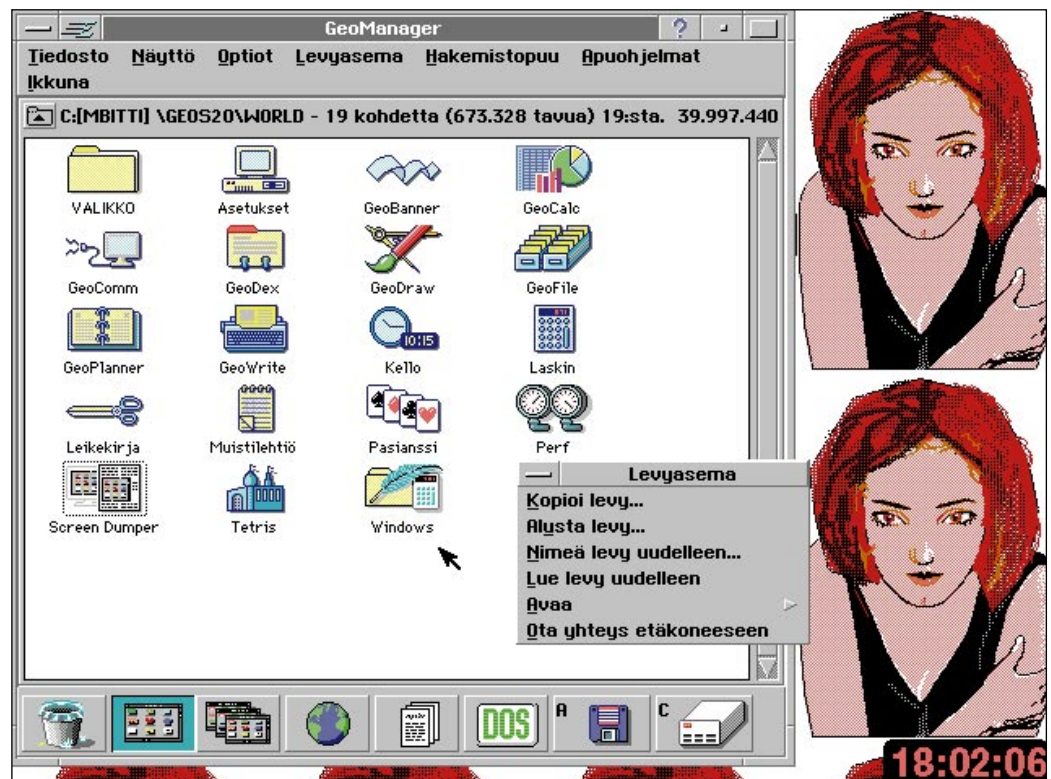 GeoManager
?
Tiedosto Näyttö Optiot Levyasema Hakemistopuu Apuohjelmat
Ikkuna
C:[MBITTI] \GEOS20\WORLD - 19 kohdetta (673.328 tavua) 19:sta. 39.997.440
VALIKKO Asetukset GeoBanner GeoCalc
GeoComm GeoDex GeoDraw GeoFile
10:15
GeoPlanner GeoWrite Kello Laskin
Leikekirja Muistilehtiö Pasianssi Perf
Screen Dumper Tetris Windows
Levyasema
Kopioi levy...
Alusta levy...
Nimeä levy uudelleen...
Lue levy uudelleen
Avaa
Ota yhteys etäkoneeseen
DOS A C
18:02:06